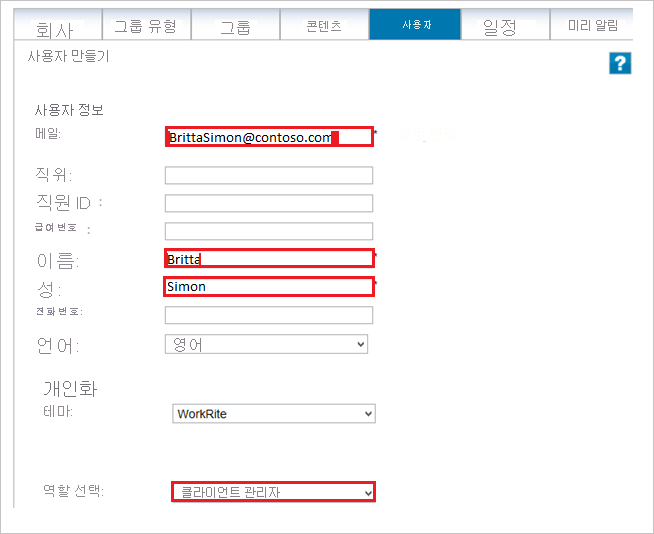 회사 그룹 유형 그룹 콘텐츠 사용자 일정 미리 알림
사용자 만들기
?
사용자 정보
메일: BrittaSimon@contoso.com *
직위:
직원 ID :
급여 번호 :
이름: Britta *
성: Simon *
전화 번호:
언어: 영어
개인화
테마: WorkRite
역할 선택: 클라이언트 관리자